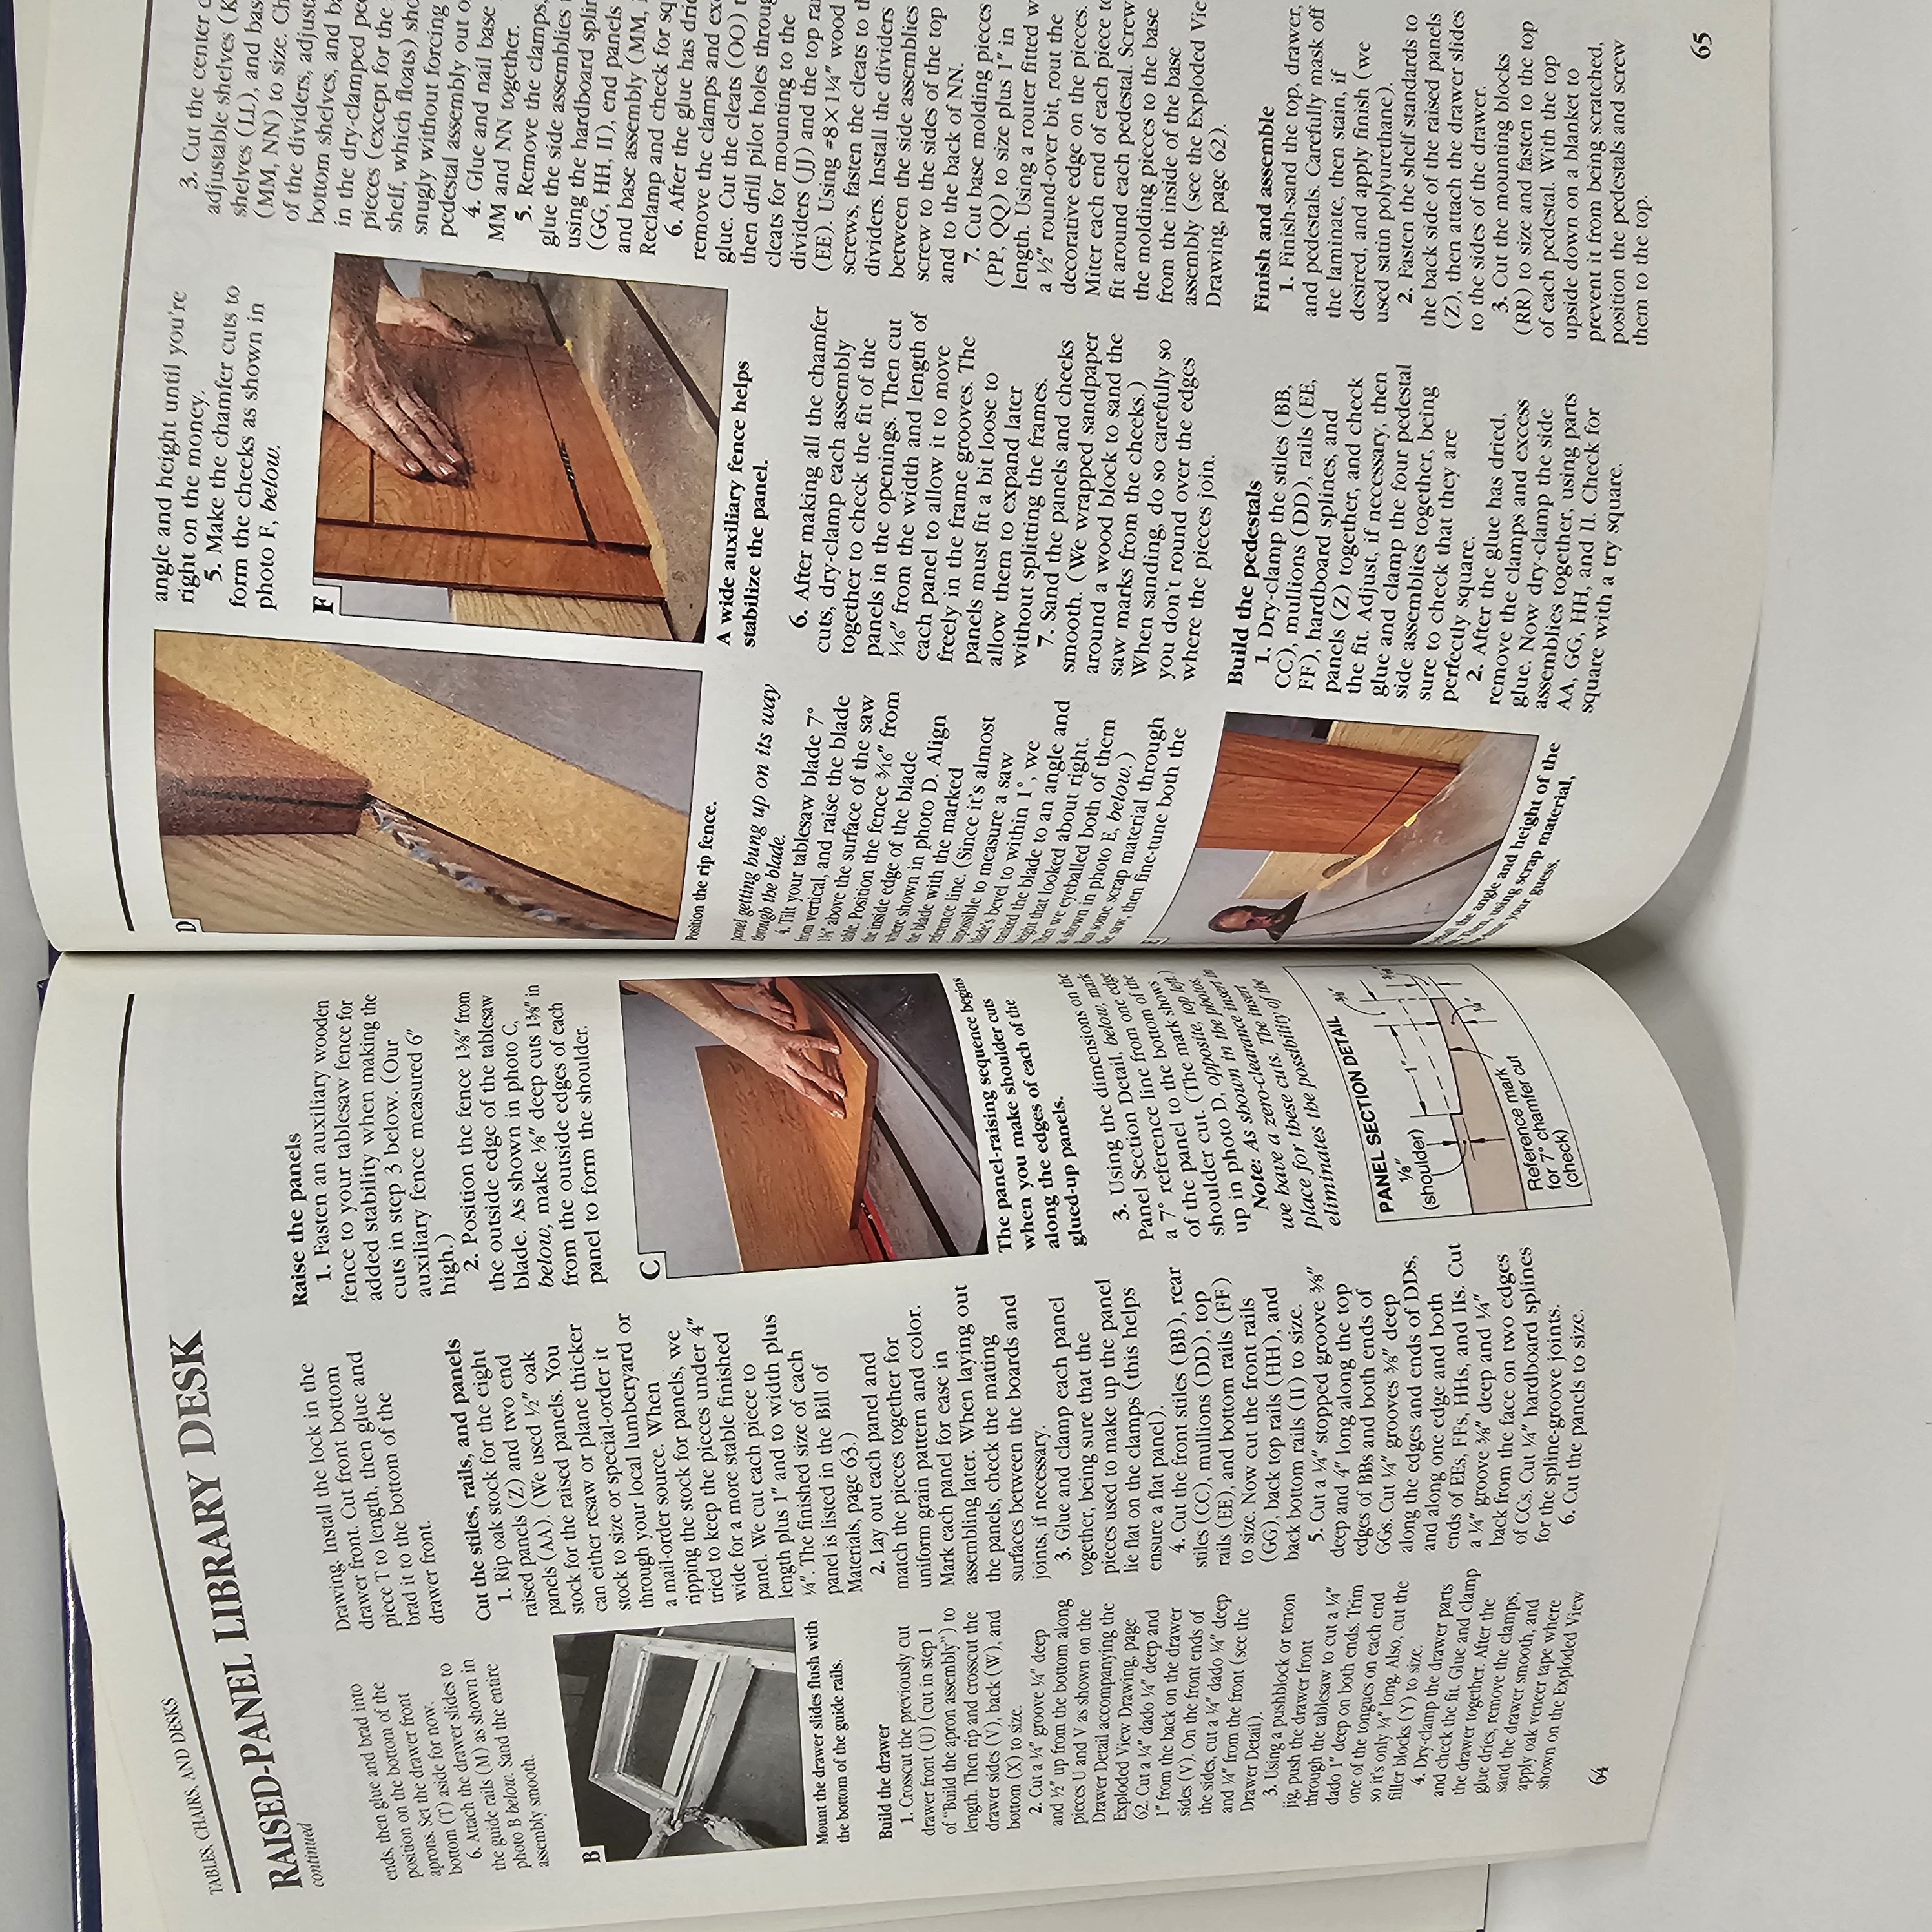 TABLES, CHAIRS, AND DESKS
RAISED-PANEL LIBRARY DESK
continued
ends, then glue and brad into
position on the bottom of the
aprons. Set the drawer front
bottom (T) aside for now.
6. Attach the drawer slides to
the guide rails (M) as shown in
photo B below. Sand the entire
assembly smooth.
B
Mount the drawer slides flush with
the bottom of the guide rails.
Build the drawer
1. Crosscut the previously cut
drawer front (U) (cut in step 1
of "Build the apron assembly") to
length. Then rip and crosscut the
drawer sides (V), back (W), and
bottom (X) to size.
2. Cut a ¼" groove ¼" deep
and ½" up from the bottom along
pieces U and V as shown on the
Drawer Detail accompanying the
Exploded View Drawing, page
62. Cut a ¼" dado ¼" deep and
1" from the back on the drawer
sides (V). On the front ends of
the sides, cut a ¼" dado ¼" deep
and ¼" from the front (see the
Drawer Detail).
3. Using a pushblock or tenon
jig, push the drawer front
through the tablesaw to cut a ¼"
dado 1" deep on both ends. Trim
one of the tongues on each end
so it's only ¼" long. Also, cut the
filler blocks (Y) to size.
4. Dry-clamp the drawer parts
and check the fit. Glue and clamp
the drawer together. After the
glue dries, remove the clamps,
sand the drawer smooth, and
apply oak veneer tape where
shown on the Exploded View
64
Drawing. Install the lock in the
drawer front. Cut front bottom
piece T to length, then glue and
brad it to the bottom of the
drawer front.
Cut the stiles, rails, and panels
1. Rip oak stock for the eight
raised panels (Z) and two end
panels (AA). (We used ½" oak
stock for the raised panels. You
can either resaw or plane thicker
stock to size or special-order it
through your local lumberyard or
a mail-order source. When
ripping the stock for panels, we
tried to keep the pieces under 4"
wide for a more stable finished
panel. We cut each piece to
length plus 1" and to width plus
¼". The finished size of each
panel is listed in the Bill of
Materials, page 63.)
2. Lay out each panel and
match the pieces together for
uniform grain pattern and color.
Mark each panel for ease in
assembling later. When laying out
the panels, check the mating
surfaces between the boards and
joints, if necessary.
3. Glue and clamp each panel
together, being sure that the
pieces used to make up the panel
lie flat on the clamps (this helps
ensure a flat panel).
4. Cut the front stiles (BB), rear
stiles (CC), mullions (DD), top
rails (EE), and bottom rails (FF)
to size. Now cut the front rails
(GG), back top rails (HH), and
back bottom rails (II) to size.
5. Cut a ¼" stopped groove ⅜"
deep and 4" long along the top
edges of BBs and both ends of
GGs. Cut ¼" grooves ⅜" deep
along the edges and ends of DDs,
and along one edge and both
ends of EEs, FFs, HHs, and IIs. Cut
a ¼" groove ⅜" deep and ¼"
back from the face on two edges
of CCs. Cut ¼" hardboard splines
for the spline-groove joints.
6. Cut the panels to size.
Raise the panels
1. Fasten an auxiliary wooden
fence to your tablesaw fence for
added stability when making the
cuts in step 3 below. (Our
auxiliary fence measured 6"
high.)
2. Position the fence 1⅜" from
the outside edge of the tablesaw
blade. As shown in photo C,
below, make ⅛" deep cuts 1⅜" in
from the outside edges of each
panel to form the shoulder.
C
The panel-raising sequence begins
when you make shoulder cuts
along the edges of each of the
glued-up panels.
3. Using the dimensions on the
Panel Section Detail, below, mark
a 7° reference line from one edge
of the panel to the bottom of the
shoulder cut. (The mark shows
up in photo D, opposite, top left.)
Note: As shown in the photos,
we have a zero-clearance insert in
place for these cuts. The insert
eliminates the possibility of the
PANEL SECTION DETAIL
⅛"
(shoulder)
1"
⅜"
¼"
Reference mark
for 7° chamfer cut
(check)
D
Position the rip fence.
panel getting hung up on its way
through the blade.
4. Tilt your tablesaw blade 7°
from vertical, and raise the blade
1⅜" above the surface of the saw
table. Position the fence 3⁄16" from
the inside edge of the blade
where shown in photo D. Align
the blade with the marked
reference line. (Since it's almost
impossible to measure a saw
blade's bevel to within 1°, we
cranked the blade to an angle and
height that looked about right.
Then we eyeballed both of them
as shown in photo E, below.)
Run some scrap material through
the saw, then fine-tune both the
E
the angle and height of the
Then, using scrap material,
your guess.
angle and height until you're
right on the money.
5. Make the chamfer cuts to
form the cheeks as shown in
photo F, below.
F
A wide auxiliary fence helps
stabilize the panel.
6. After making all the chamfer
cuts, dry-clamp each assembly
together to check the fit of the
panels in the openings. Then cut
1⁄16" from the width and length of
each panel to allow it to move
freely in the frame grooves. The
panels must fit a bit loose to
allow them to expand later
without splitting the frames.
7. Sand the panels and cheeks
smooth. (We wrapped sandpaper
around a wood block to sand the
saw marks from the cheeks.)
When sanding, do so carefully so
you don't round over the edges
where the pieces join.
Build the pedestals
1. Dry-clamp the stiles (BB,
CC), mullions (DD), rails (EE,
FF), hardboard splines, and
panels (Z) together, and check
the fit. Adjust, if necessary, then
glue and clamp the four pedestal
side assemblies together, being
sure to check that they are
perfectly square.
2. After the glue has dried,
remove the clamps and excess
glue. Now dry-clamp the side
assemblies together, using parts
AA, GG, HH, and II. Check for
square with a try square.
3. Cut the center
adjustable shelves
shelves (LL), and
(MM, NN) to size.
of the dividers,
bottom shelves, and
in the dry-clamped
pieces (except for the
shelf, which floats)
snugly without forcing
pedestal assembly out
4. Glue and nail base
MM and NN together.
5. Remove the clamps,
glue the side assemblies
using the hardboard
(GG, HH, II), end panels
and base assembly (MM,
Reclamp and check for
6. After the glue has
remove the clamps and
glue. Cut the cleats (OO)
then drill pilot holes
cleats for mounting to the
dividers (JJ) and the top
(EE). Using #8×1¼" wood
screws, fasten the cleats to
dividers. Install the dividers
between the side assemblies
screw to the sides of the top
and to the back of NN.
7. Cut base molding pieces
(PP, QQ) to size plus 1" in
length. Using a router fitted
a ½" round-over bit, rout the
decorative edge on the pieces.
Miter each end of each piece
fit around each pedestal. Screw
the molding pieces to the base
from the inside of the base
assembly (see the Exploded
Drawing, page 62).
Finish and assemble
1. Finish-sand the top, drawer,
and pedestals. Carefully mask off
the laminate, then stain, if
desired, and apply finish (we
used satin polyurethane).
2. Fasten the shelf standards to
the back side of the raised panels
(Z), then attach the drawer slides
to the sides of the drawer.
3. Cut the mounting blocks
(RR) to size and fasten to the top
of each pedestal. With the top
upside down on a blanket to
prevent it from being scratched,
position the pedestals and screw
them to the top.
65